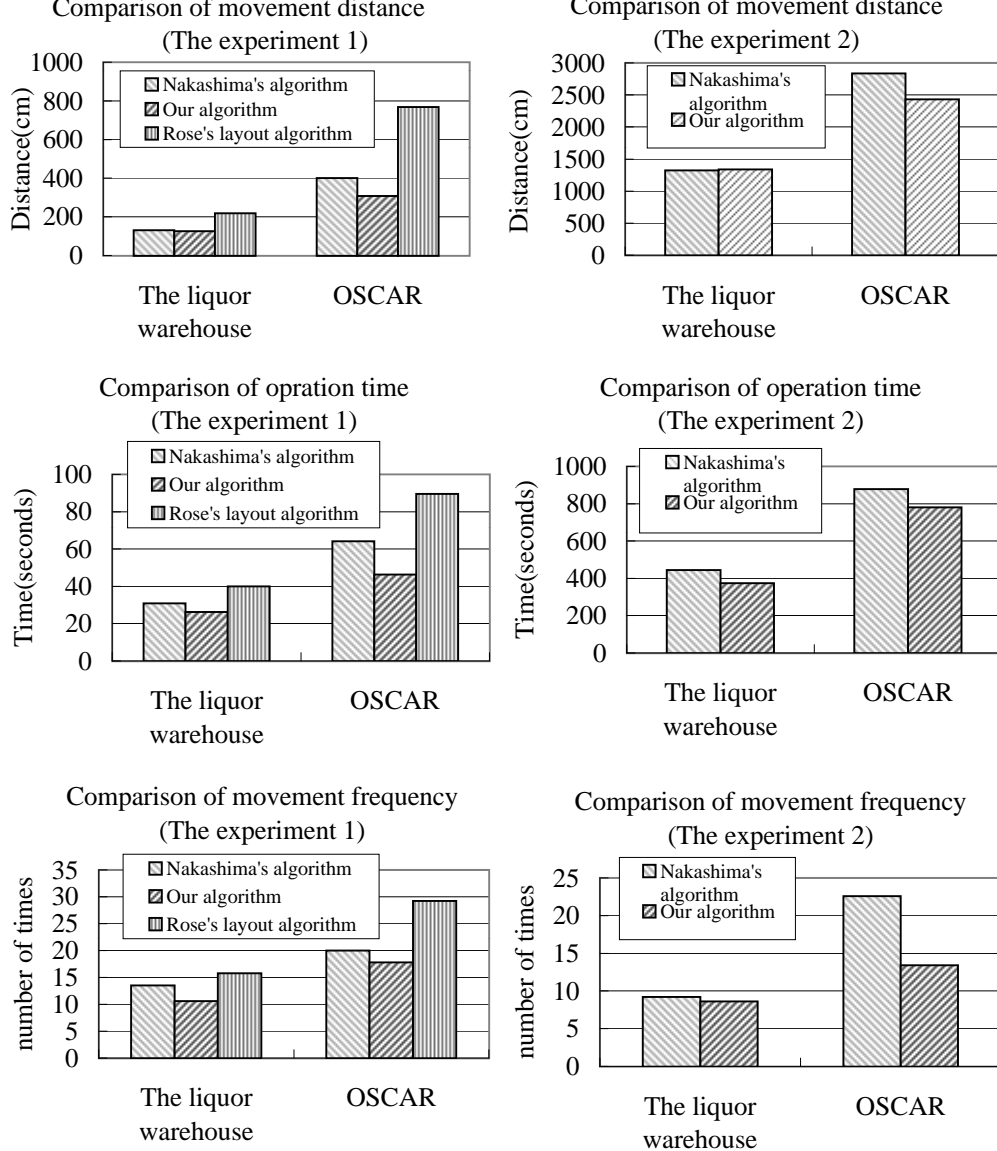 Comparison of movement distance
(The experiment 1)
1000
800
600
400
200
0
Distance(cm)
Nakashima's algorithm
Our algorithm
Rose's layout algorithm
The liquor
warehouse
OSCAR
Comparison of movement distance
(The experiment 2)
3000
2500
2000
1500
1000
500
0
Distance(cm)
Nakashima's
algorithm
Our algorithm
The liquor
warehouse
OSCAR
Comparison of opration time
(The experiment 1)
100
80
60
40
20
0
Time(seconds)
Nakashima's algorithm
Our algorithm
Rose's layout algorithm
The liquor
warehouse
OSCAR
Comparison of operation time
(The experiment 2)
1000
800
600
400
200
0
Time(seconds)
Nakashima's
algorithm
Our algorithm
The liquor
warehouse
OSCAR
Comparison of movement frequency
(The experiment 1)
35
30
25
20
15
10
5
0
number of times
Nakashima's algorithm
Our algorithm
Rose's layout algorithm
The liquor
warehouse
OSCAR
Comparison of movement frequency
(The experiment 2)
25
20
15
10
5
0
number of times
Nakashima's
algorithm
Our algorithm
The liquor
warehouse
OSCAR